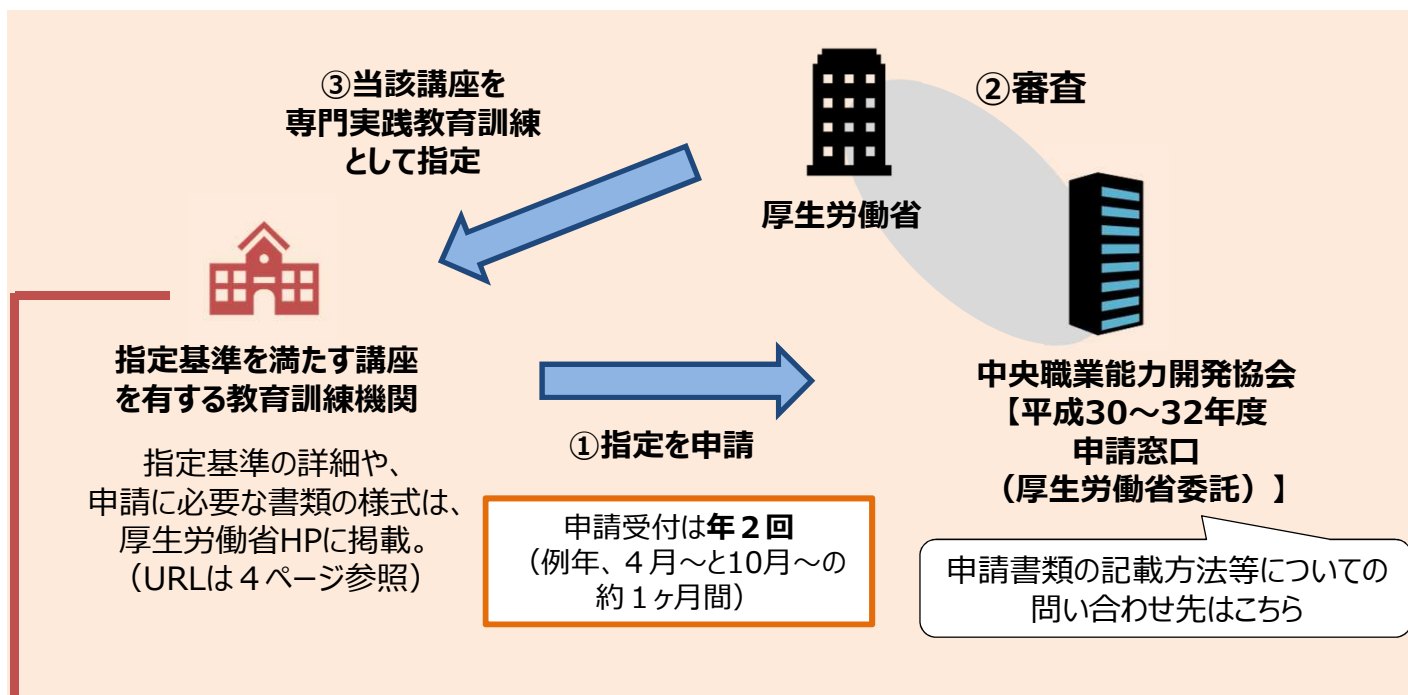 ③当該講座を
専門実践教育訓練
として指定
②審査
厚生労働省
指定基準を満たす講座
を有する教育訓練機関
指定基準の詳細や、
申請に必要な書類の様式は、
厚生労働省HPに掲載。
（URLは４ページ参照）
①指定を申請
申請受付は年２回
（例年、４月～と10月～の
約１ヶ月間）
中央職業能力開発協会
【平成30～32年度
申請窓口
（厚生労働省委託）】
申請書類の記載方法等についての
問い合わせ先はこちら